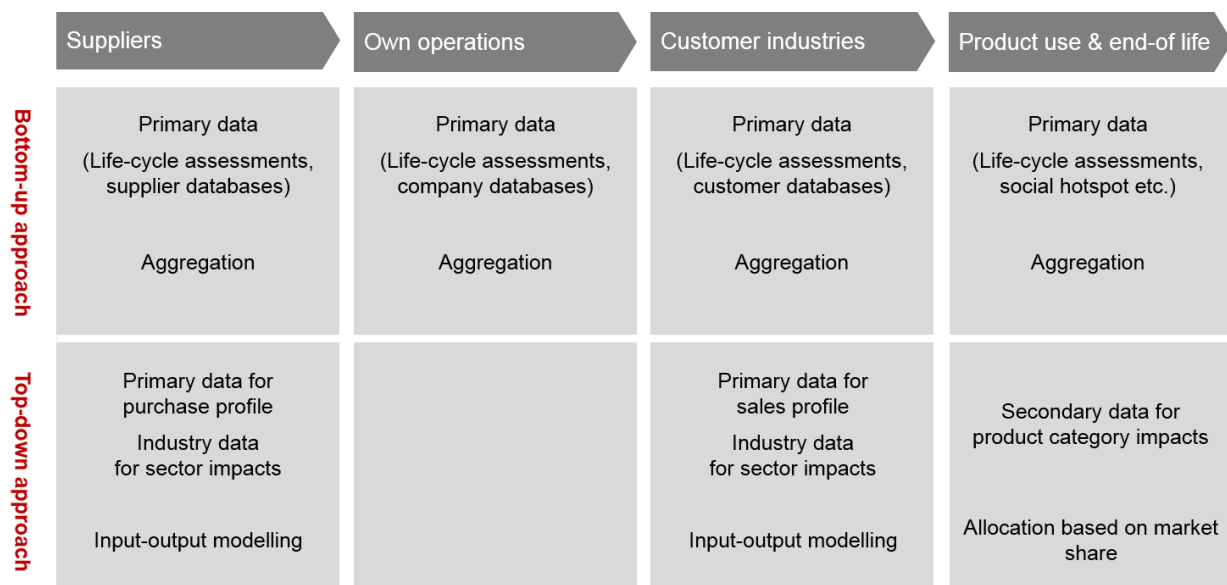 Suppliers
Own operations
Customer industries
Product use & end-of life
Bottom-up approach
Primary data
(Life-cycle assessments,
supplier databases)
Aggregation
Primary data
(Life-cycle assessments,
company databases)
Aggregation
Primary data
(Life-cycle assessments,
customer databases)
Aggregation
Primary data
(Life-cycle assessments,
social hotspot etc.)
Aggregation
Top-down approach
Primary data for
purchase profile
Industry data
for sector impacts
Input-output modelling
Primary data for
sales profile
Industry data
for sector impacts
Input-output modelling
Secondary data for
product category impacts
Allocation based on market
share